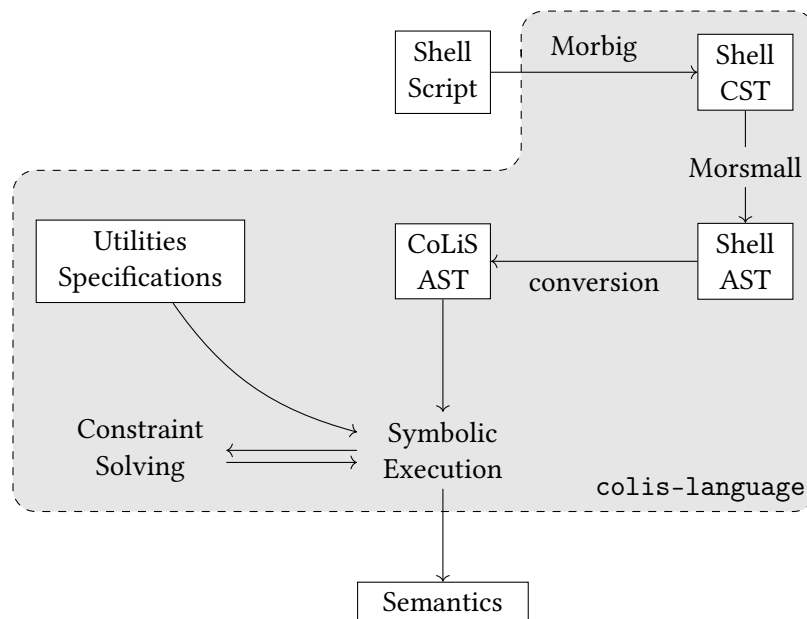 Shell
Script
Morbig
Shell
CST
Morsmall
Utilities
Specifications
CoLiS
AST
conversion
Shell
AST
Constraint
Solving
Symbolic
Execution
colis-language
Semantics